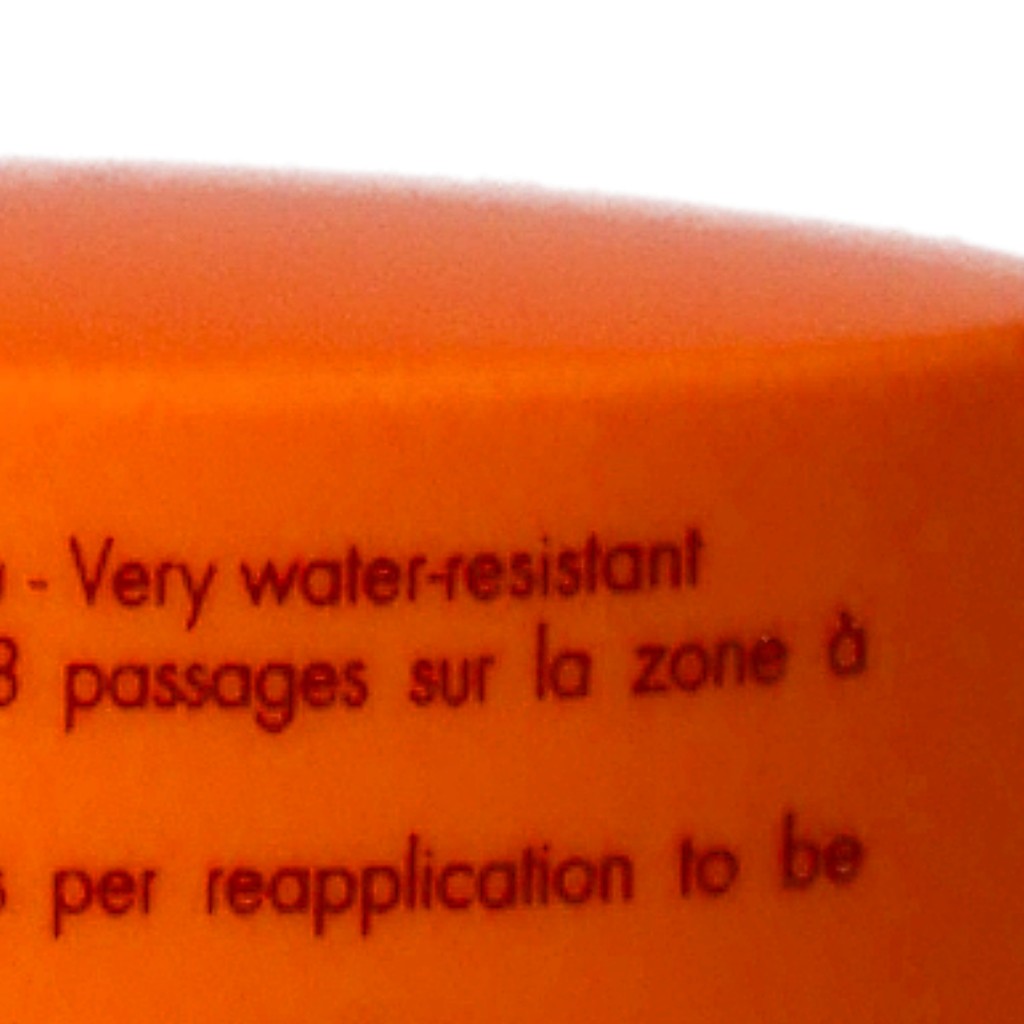 - Very water-resistant
passages sur la zone à
per reapplication to be